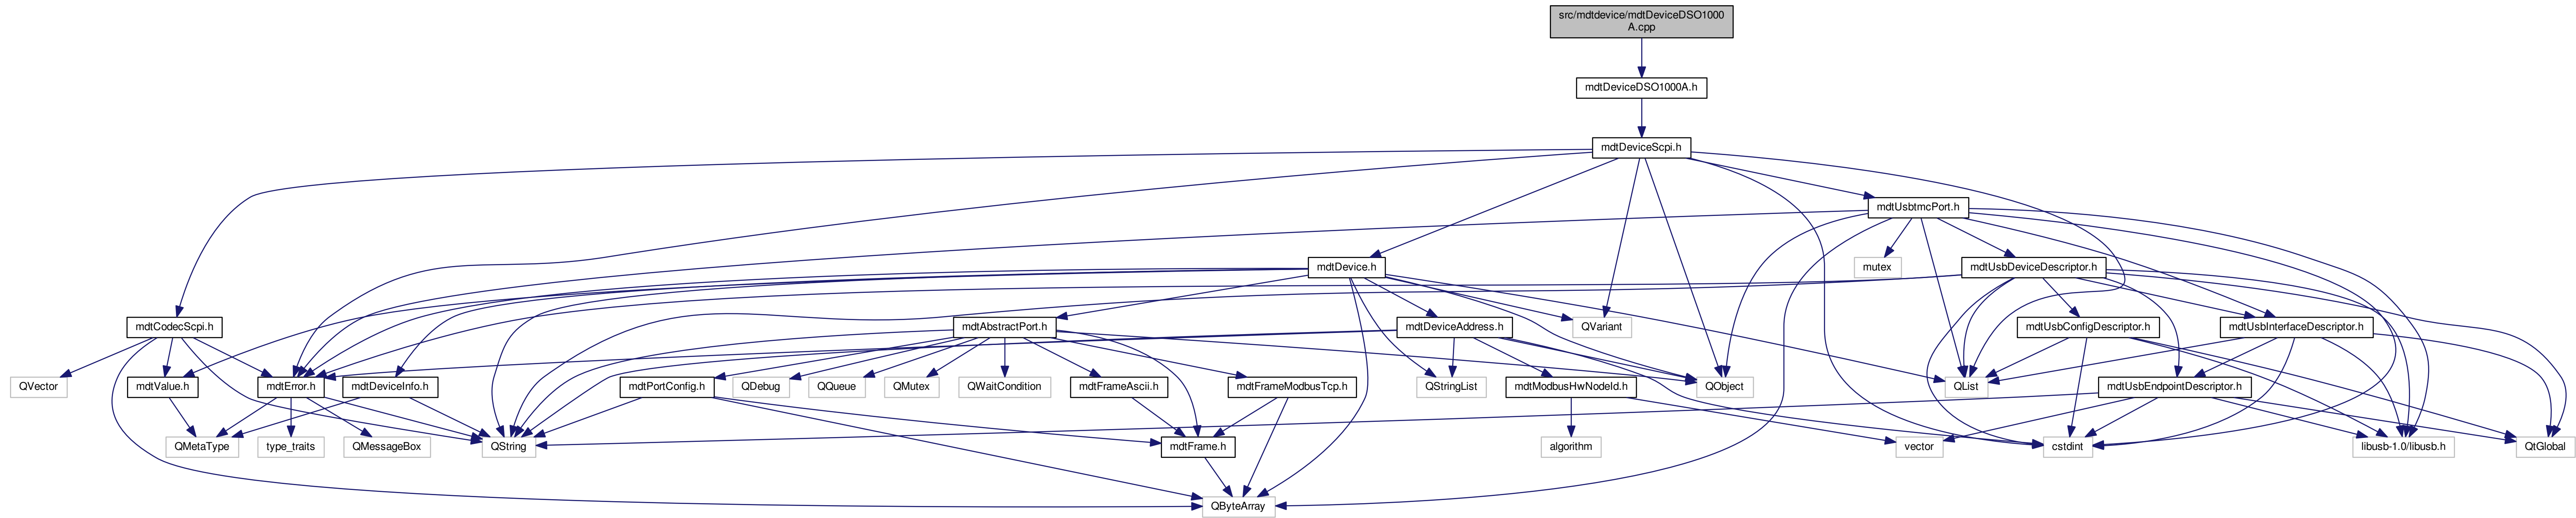 src/mdtdevice/mdtDeviceDSO1000
A.cpp
mdtDeviceDSO1000A.h
mdtDeviceScpi.h
mdtUsbtmcPort.h
mdtDevice.h
mutex
mdtUsbDeviceDescriptor.h
mdtCodecScpi.h
mdtAbstractPort.h
mdtDeviceAddress.h
QVariant
mdtUsbConfigDescriptor.h
mdtUsbInterfaceDescriptor.h
QVector
mdtValue.h
mdtError.h
mdtDeviceInfo.h
mdtPortConfig.h
QDebug
QQueue
QMutex
QWaitCondition
mdtFrameAscii.h
mdtFrameModbusTcp.h
QStringList
mdtModbusHwNodeId.h
QObject
QList
mdtUsbEndpointDescriptor.h
QMetaType
type_traits
QMessageBox
QString
mdtFrame.h
algorithm
vector
cstdint
libusb-1.0/libusb.h
QtGlobal
QByteArray